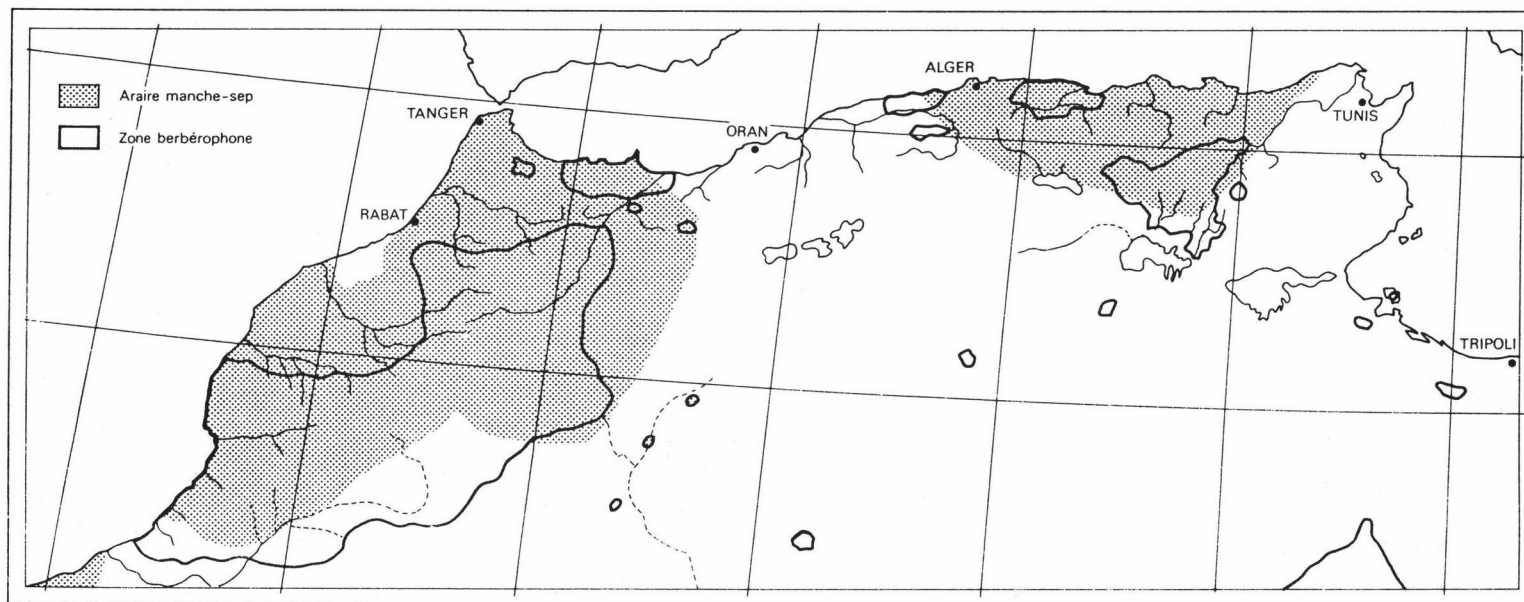 Araire manche-sep
Zone berbérophone
TANGER
RABAT
ORAN
ALGER
TUNIS
TRIPOLI